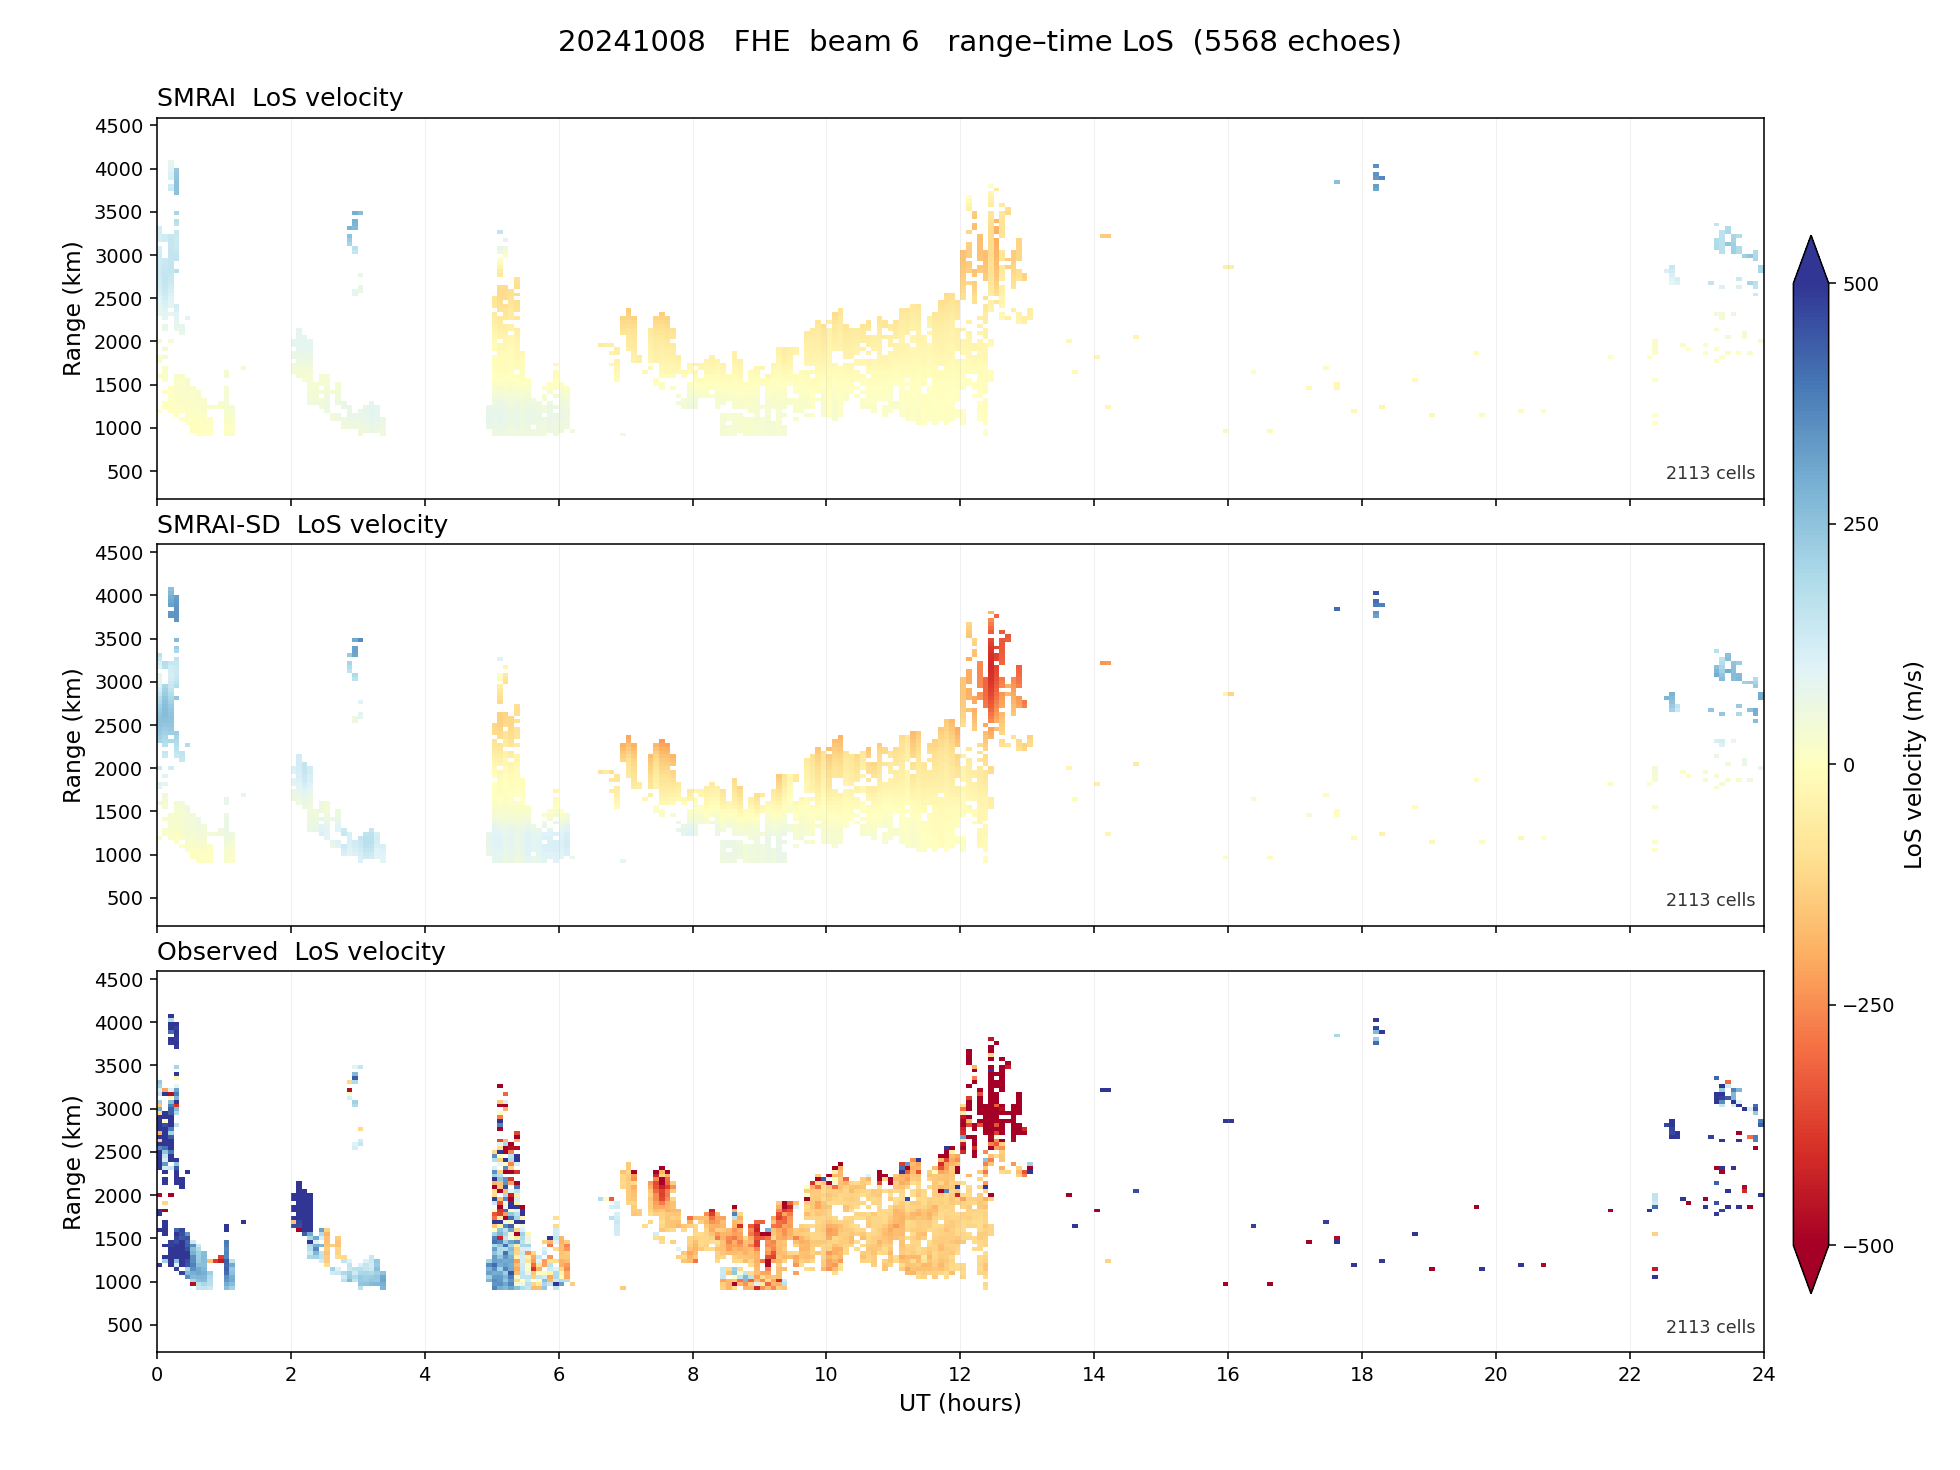 20241008   FHE  beam 6   range–time LoS  (5568 echoes)
SMRAI  LoS velocity
4500
4000
3500
3000
2500
2000
1500
1000
500
Range (km)
2113 cells
SMRAI-SD  LoS velocity
4500
4000
3500
3000
2500
2000
1500
1000
500
Range (km)
2113 cells
Observed  LoS velocity
4500
4000
3500
3000
2500
2000
1500
1000
500
Range (km)
2113 cells
0 2 4 6 8 10 12 14 16 18 20 22 24
UT (hours)
500
250
0
−250
−500
LoS velocity (m/s)